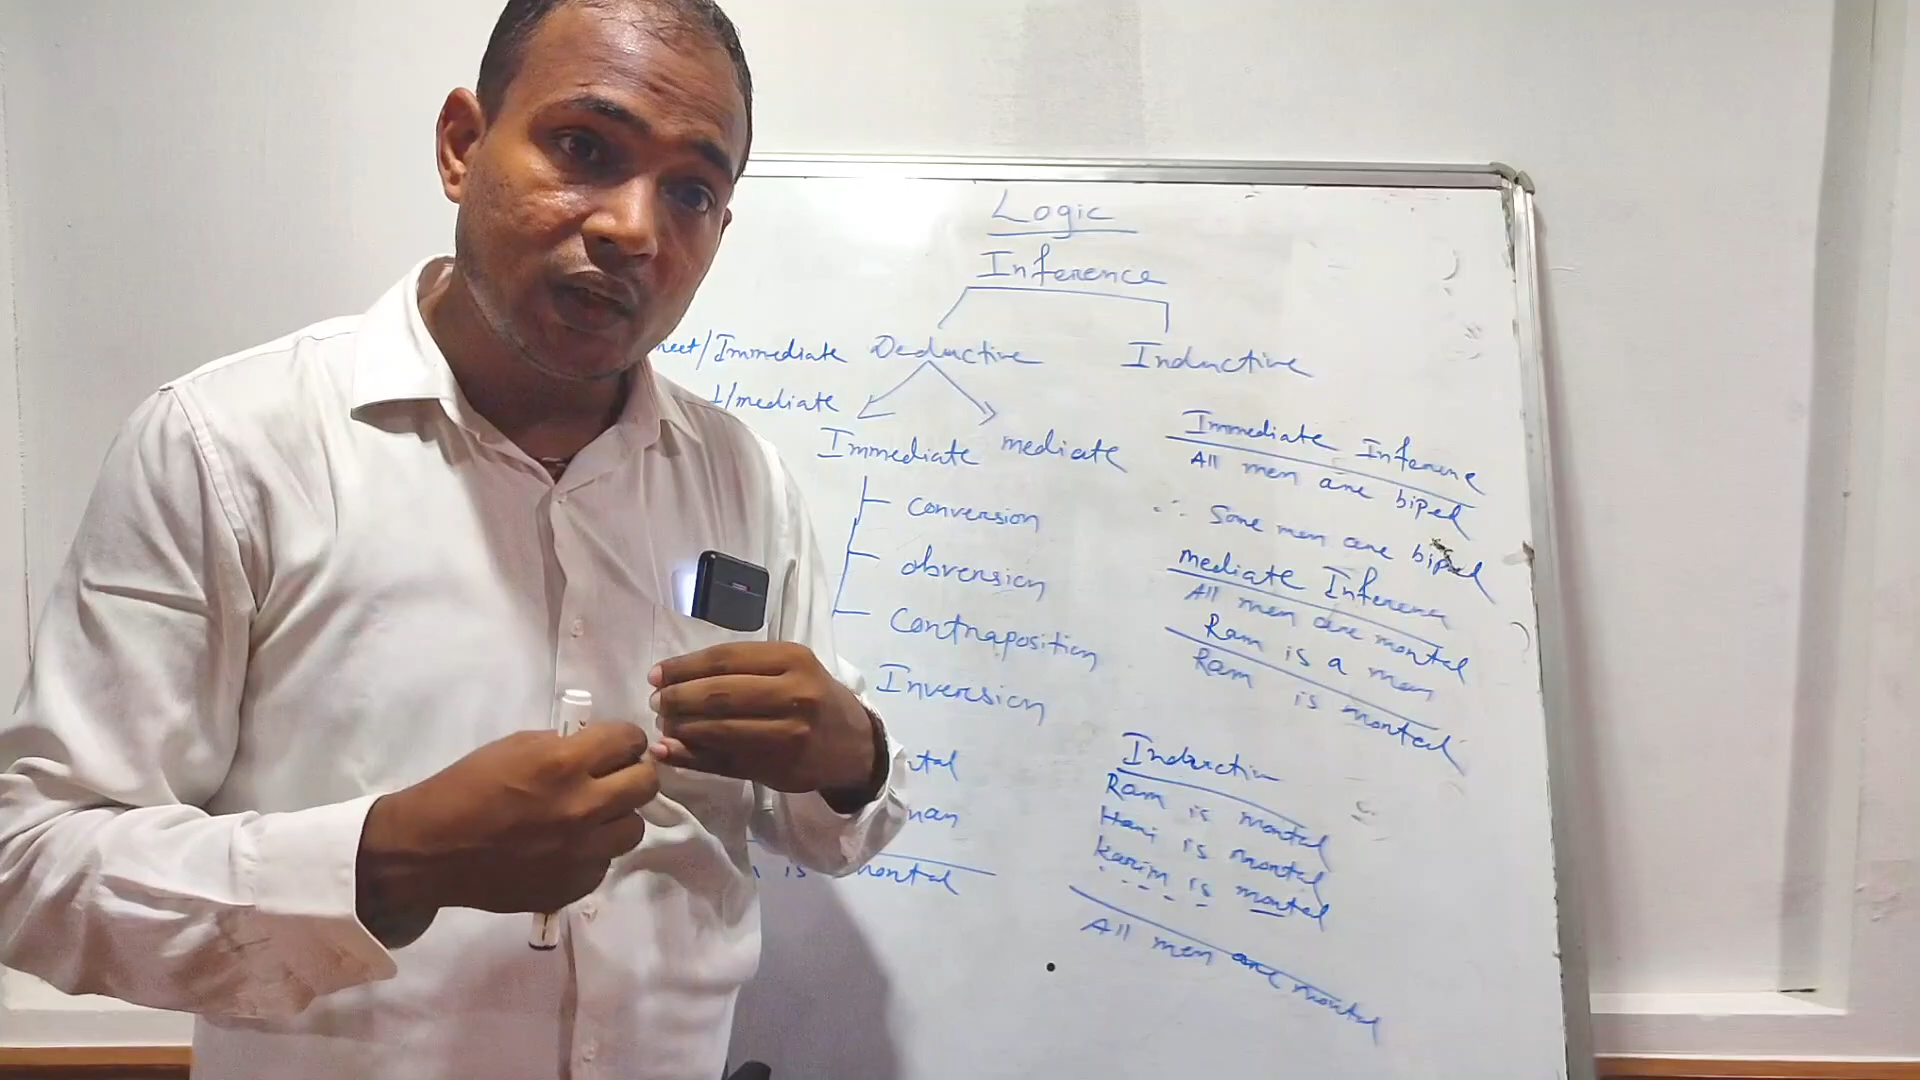 Logic
Inference
/Immediate Deductive Inductive
/mediate
Immediate mediate
Conversion
obversion
Contraposition
Inversion
is mortal
Immediate Inference
All men are biped
∴ Some men are biped
mediate Inference
All men are mortal
Ram is a man
Ram is mortal
Induction
Ram is mortal
Hari is mortal
Karim is mortal
All men are mortal